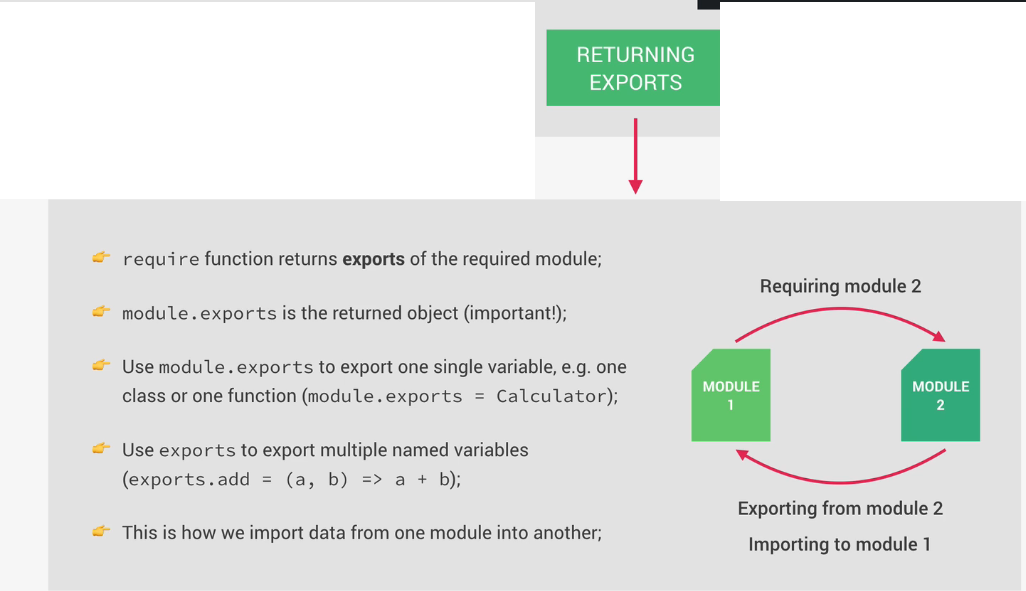 RETURNING
EXPORTS
require function returns exports of the required module;
module.exports is the returned object (important!);
Use module.exports to export one single variable, e.g. one
class or one function (module.exports = Calculator);
Use exports to export multiple named variables
(exports.add = (a, b) => a + b);
This is how we import data from one module into another;
Requiring module 2
MODULE
1
MODULE
2
Exporting from module 2
Importing to module 1